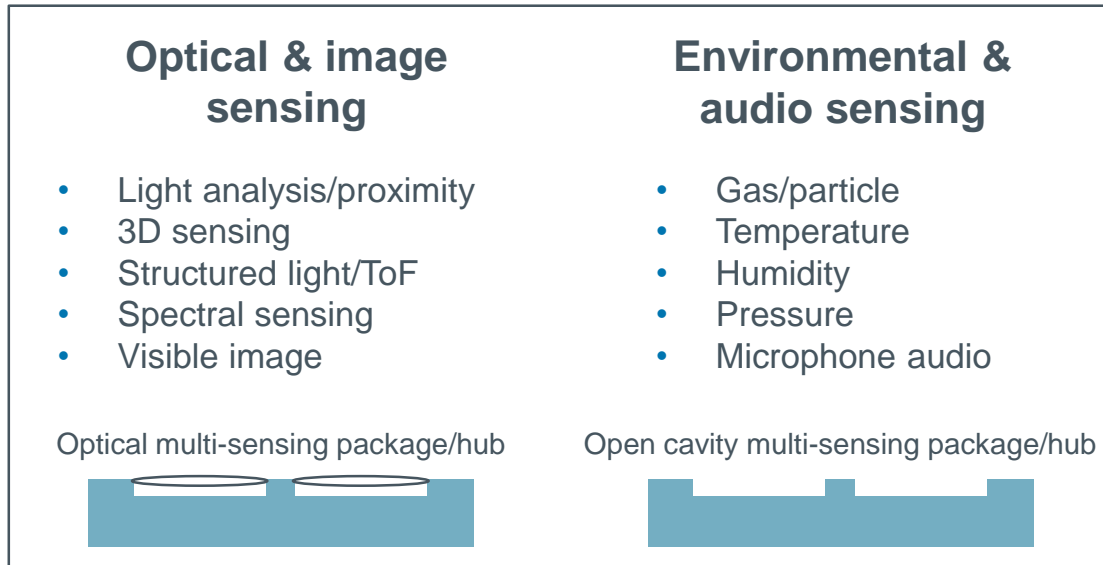 Optical & image
sensing
• Light analysis/proximity
• 3D sensing
• Structured light/ToF
• Spectral sensing
• Visible image
Optical multi-sensing package/hub
Environmental &
audio sensing
• Gas/particle
• Temperature
• Humidity
• Pressure
• Microphone audio
Open cavity multi-sensing package/hub